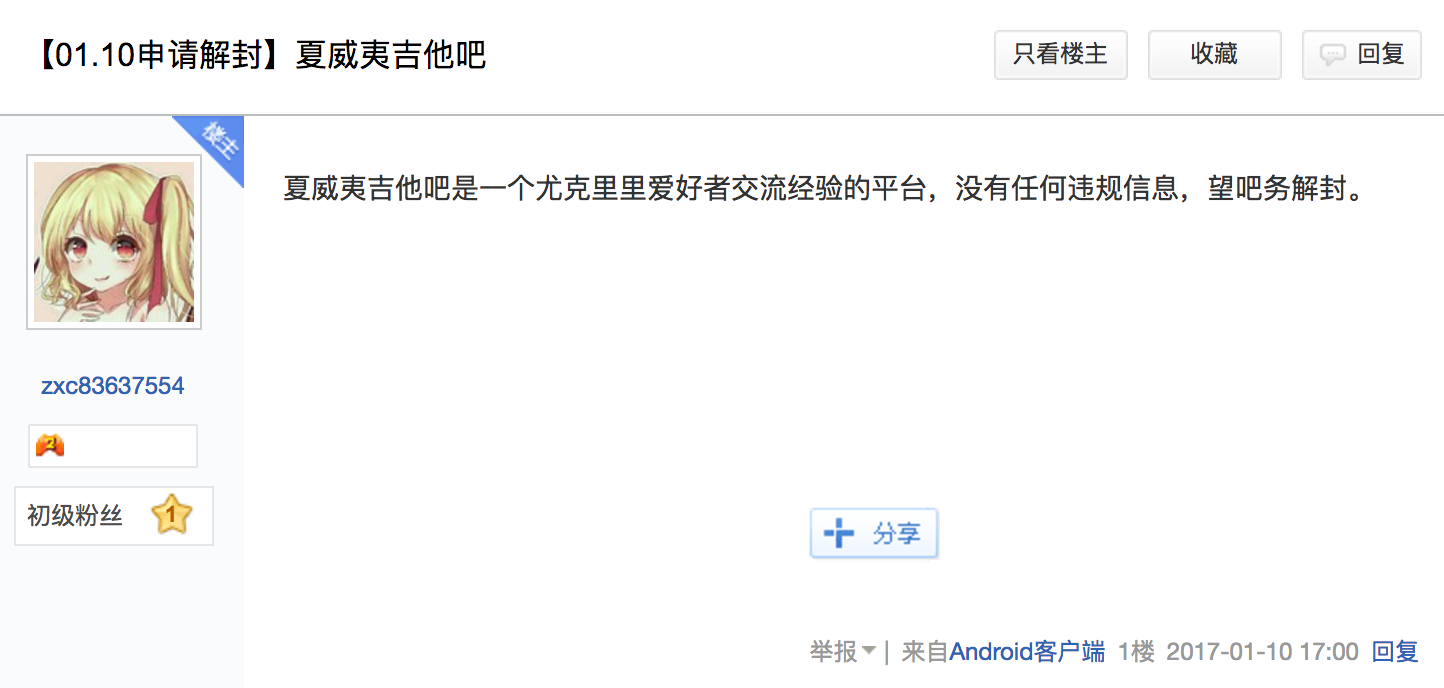 【01.10申请解封】夏威夷吉他吧
只看楼主
收藏
回复
楼主
夏威夷吉他吧是一个尤克里里爱好者交流经验的平台，没有任何违规信息，望吧务解封。
zxc83637554
2
初级粉丝 1
分享
举报 | 来自Android客户端 1楼 2017-01-10 17:00 回复